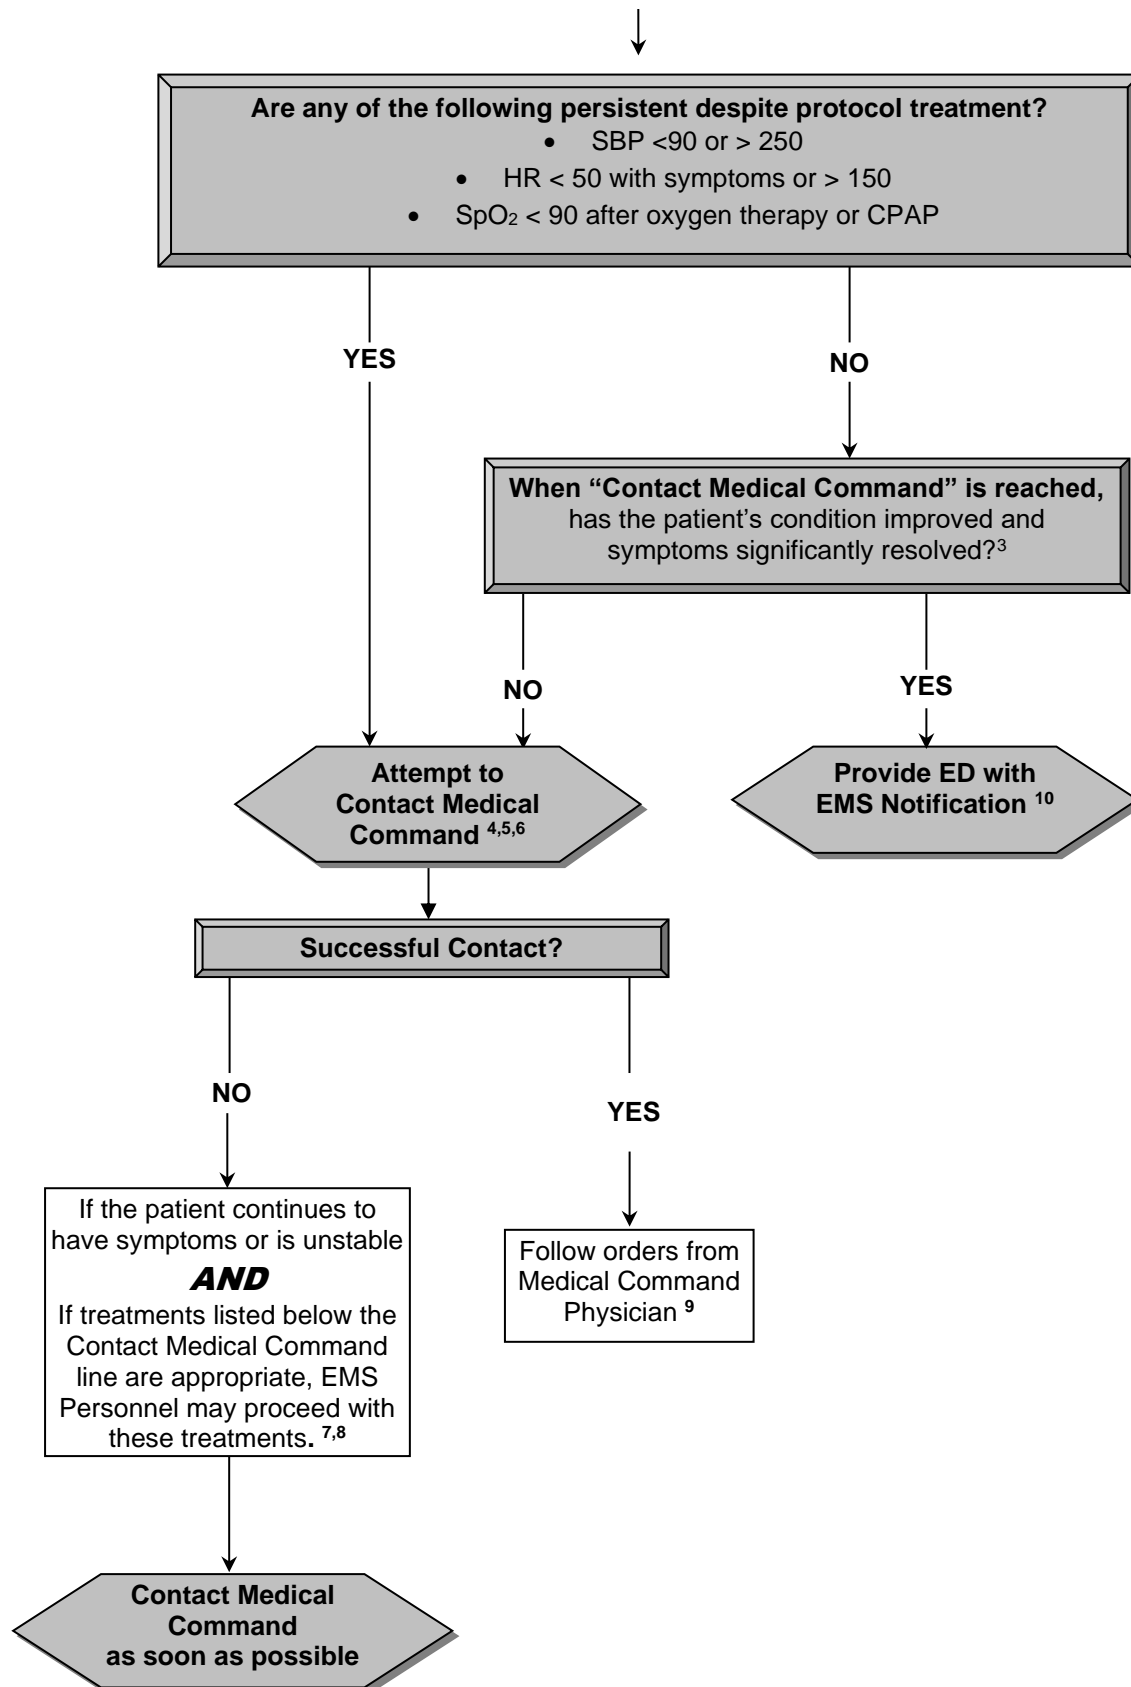 Are any of the following persistent despite protocol treatment?
• SBP <90 or > 250
• HR < 50 with symptoms or > 150
• SpO₂ < 90 after oxygen therapy or CPAP
YES
NO
When “Contact Medical Command” is reached,
has the patient’s condition improved and
symptoms significantly resolved?³
NO
YES
Attempt to
Contact Medical
Command ⁴,⁵,⁶
Provide ED with
EMS Notification ¹⁰
Successful Contact?
NO
YES
If the patient continues to
have symptoms or is unstable
AND
If treatments listed below the
Contact Medical Command
line are appropriate, EMS
Personnel may proceed with
these treatments. ⁷,⁸
Follow orders from
Medical Command
Physician ⁹
Contact Medical
Command
as soon as possible